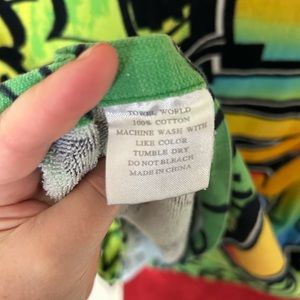 TOWEL WORLD
100% COTTON
MACHINE WASH WITH
LIKE COLOR
TUMBLE DRY
DO NOT BLEACH
MADE IN CHINA